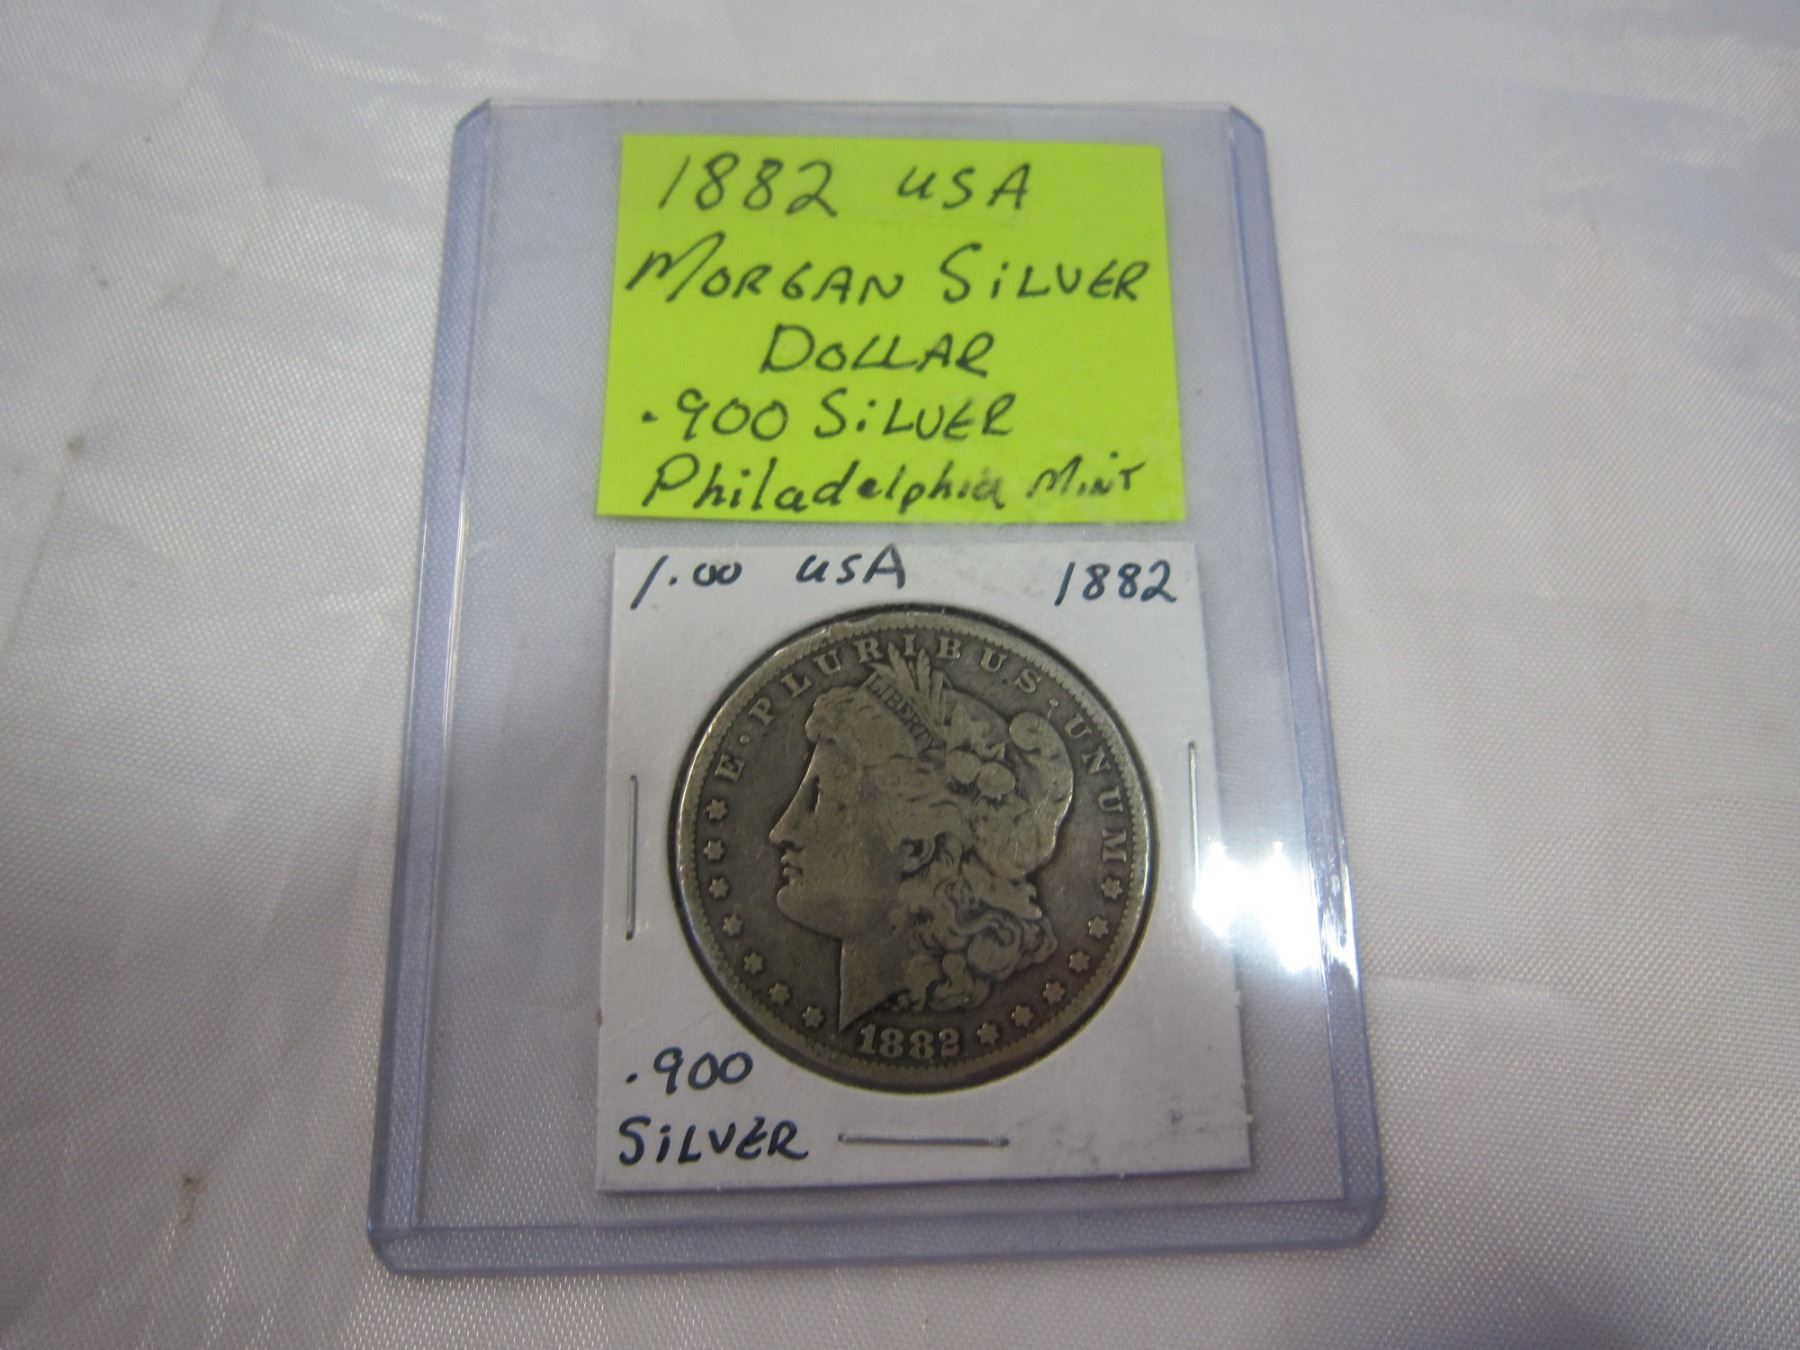 1882 USA
MORGAN SiLVER
DOLLAR
.900 SiLVER
Philadelphia MiNT
1.00 USA 1882
E·PLURIBUS·UNUM
LIBERTY
1882
.900
SiLVER